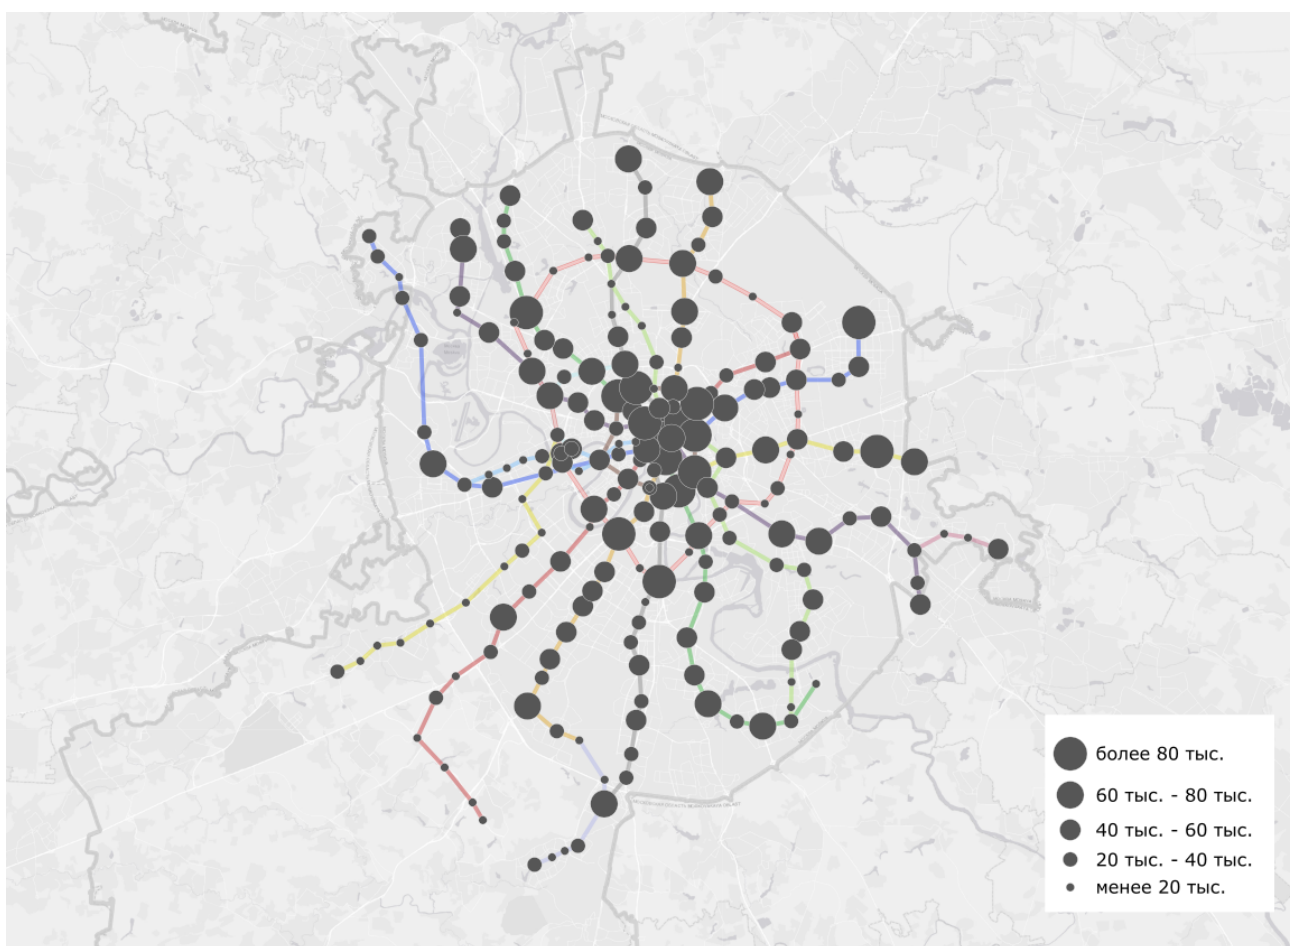 более 80 тыс.
60 тыс. - 80 тыс.
40 тыс. - 60 тыс.
20 тыс. - 40 тыс.
менее 20 тыс.